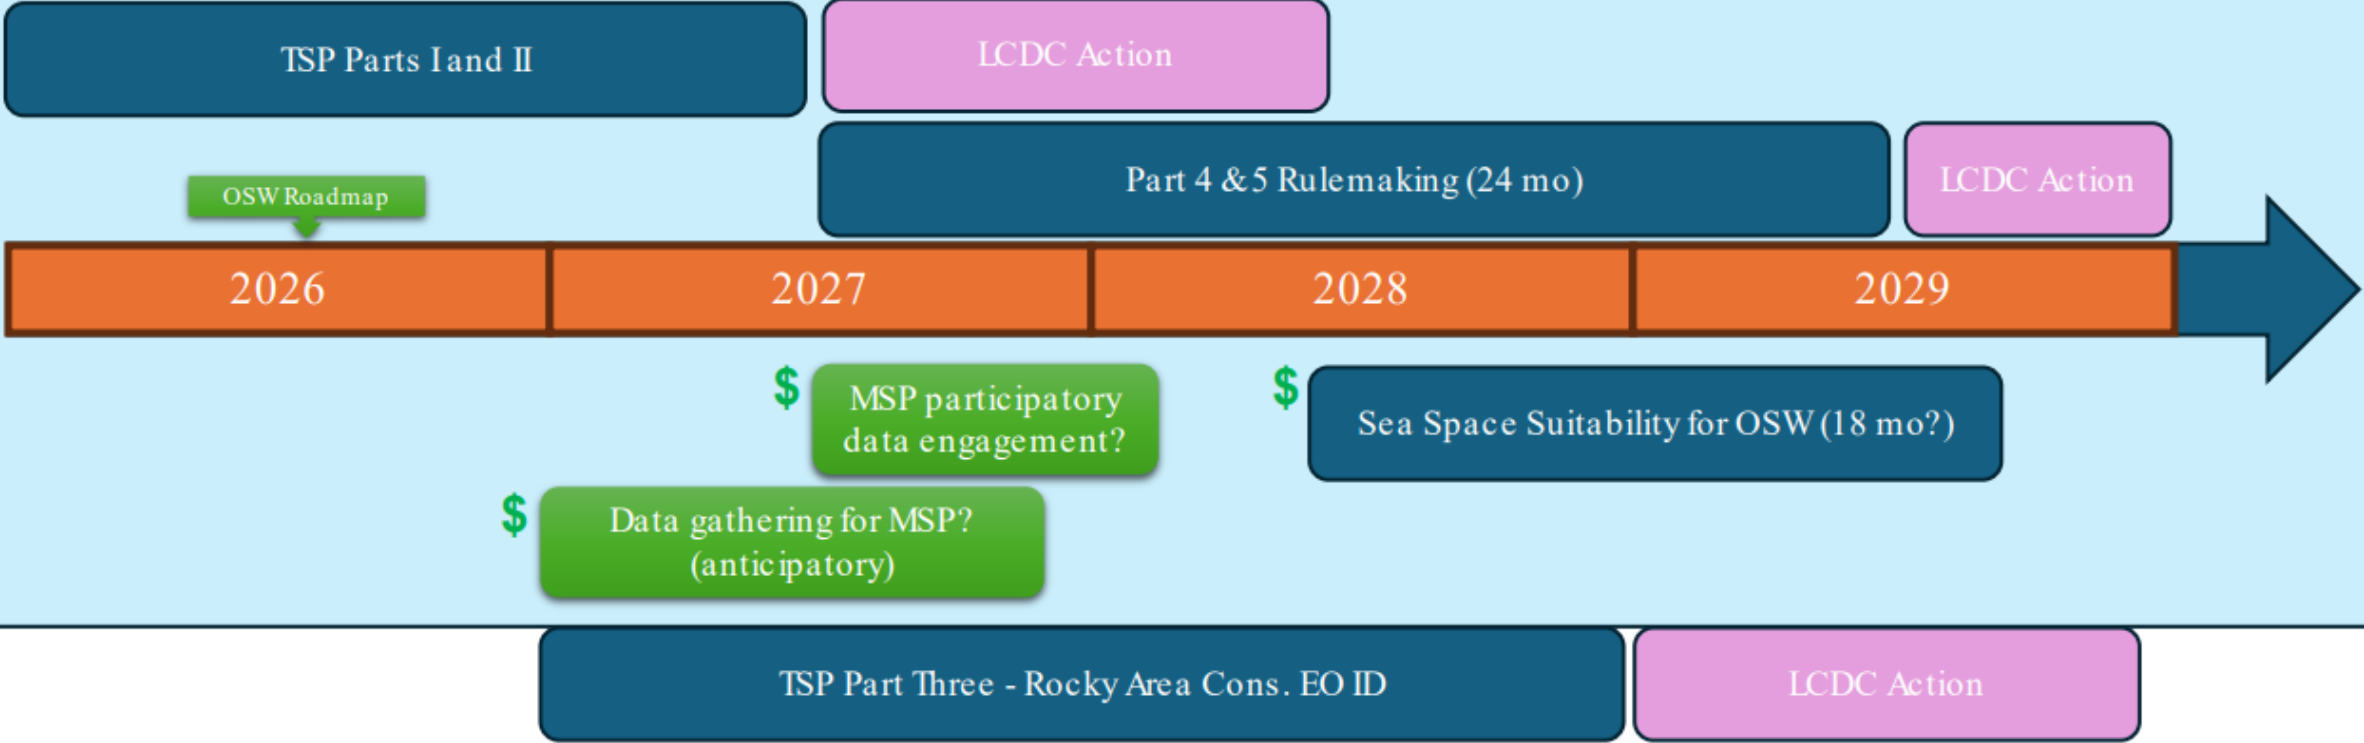 TSP Parts I and II
LCDC Action
Part 4 & 5 Rulemaking (24 mo)
LCDC Action
OSW Roadmap
2026
2027
2028
2029
$
MSP participatory
data engagement?
$
Sea Space Suitability for OSW (18 mo?)
$
Data gathering for MSP?
(anticipatory)
TSP Part Three - Rocky Area Cons. EO ID
LCDC Action